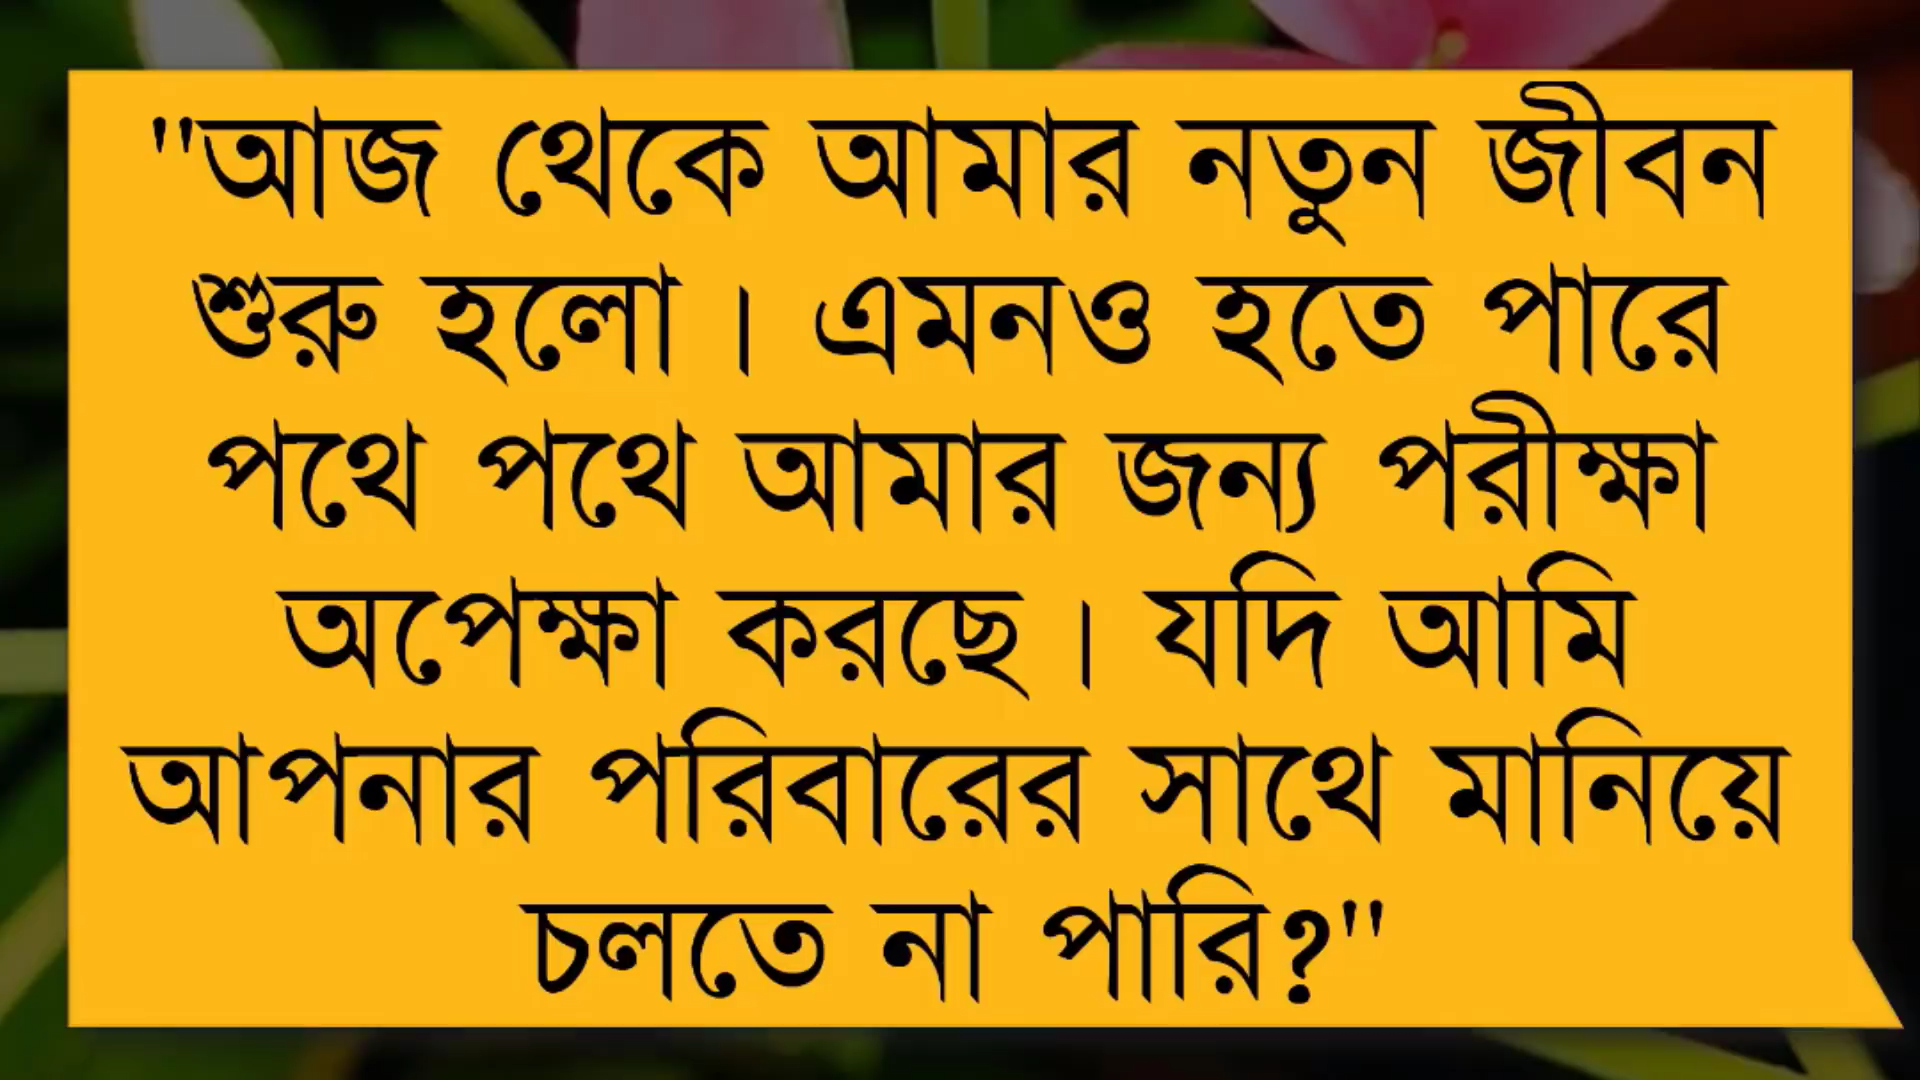 "আজ থেকে আমার নতুন জীবন
শুরু হলো। এমনও হতে পারে
পথে পথে আমার জন্য পরীক্ষা
অপেক্ষা করছে। যদি আমি
আপনার পরিবারের সাথে মানিয়ে
চলতে না পারি?"